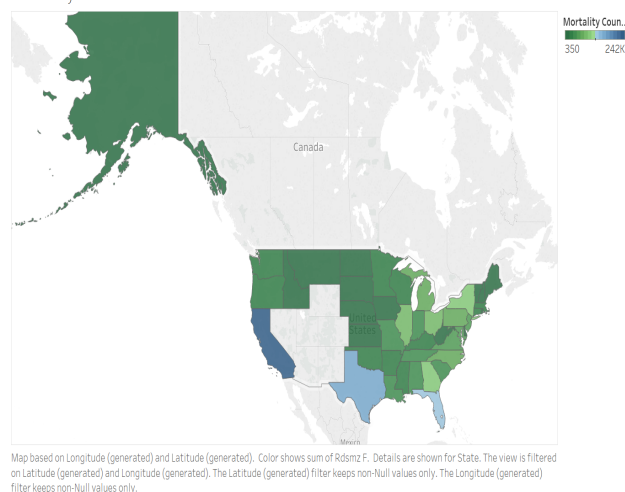 Mortality Coun..
350 242K
Canada
United
States
Map based on Longitude (generated) and Latitude (generated). Color shows sum of Rdsmz F. Details are shown for State. The view is filtered
on Latitude (generated) and Longitude (generated). The Latitude (generated) filter keeps non-Null values only. The Longitude (generated)
filter keeps non-Null values only.